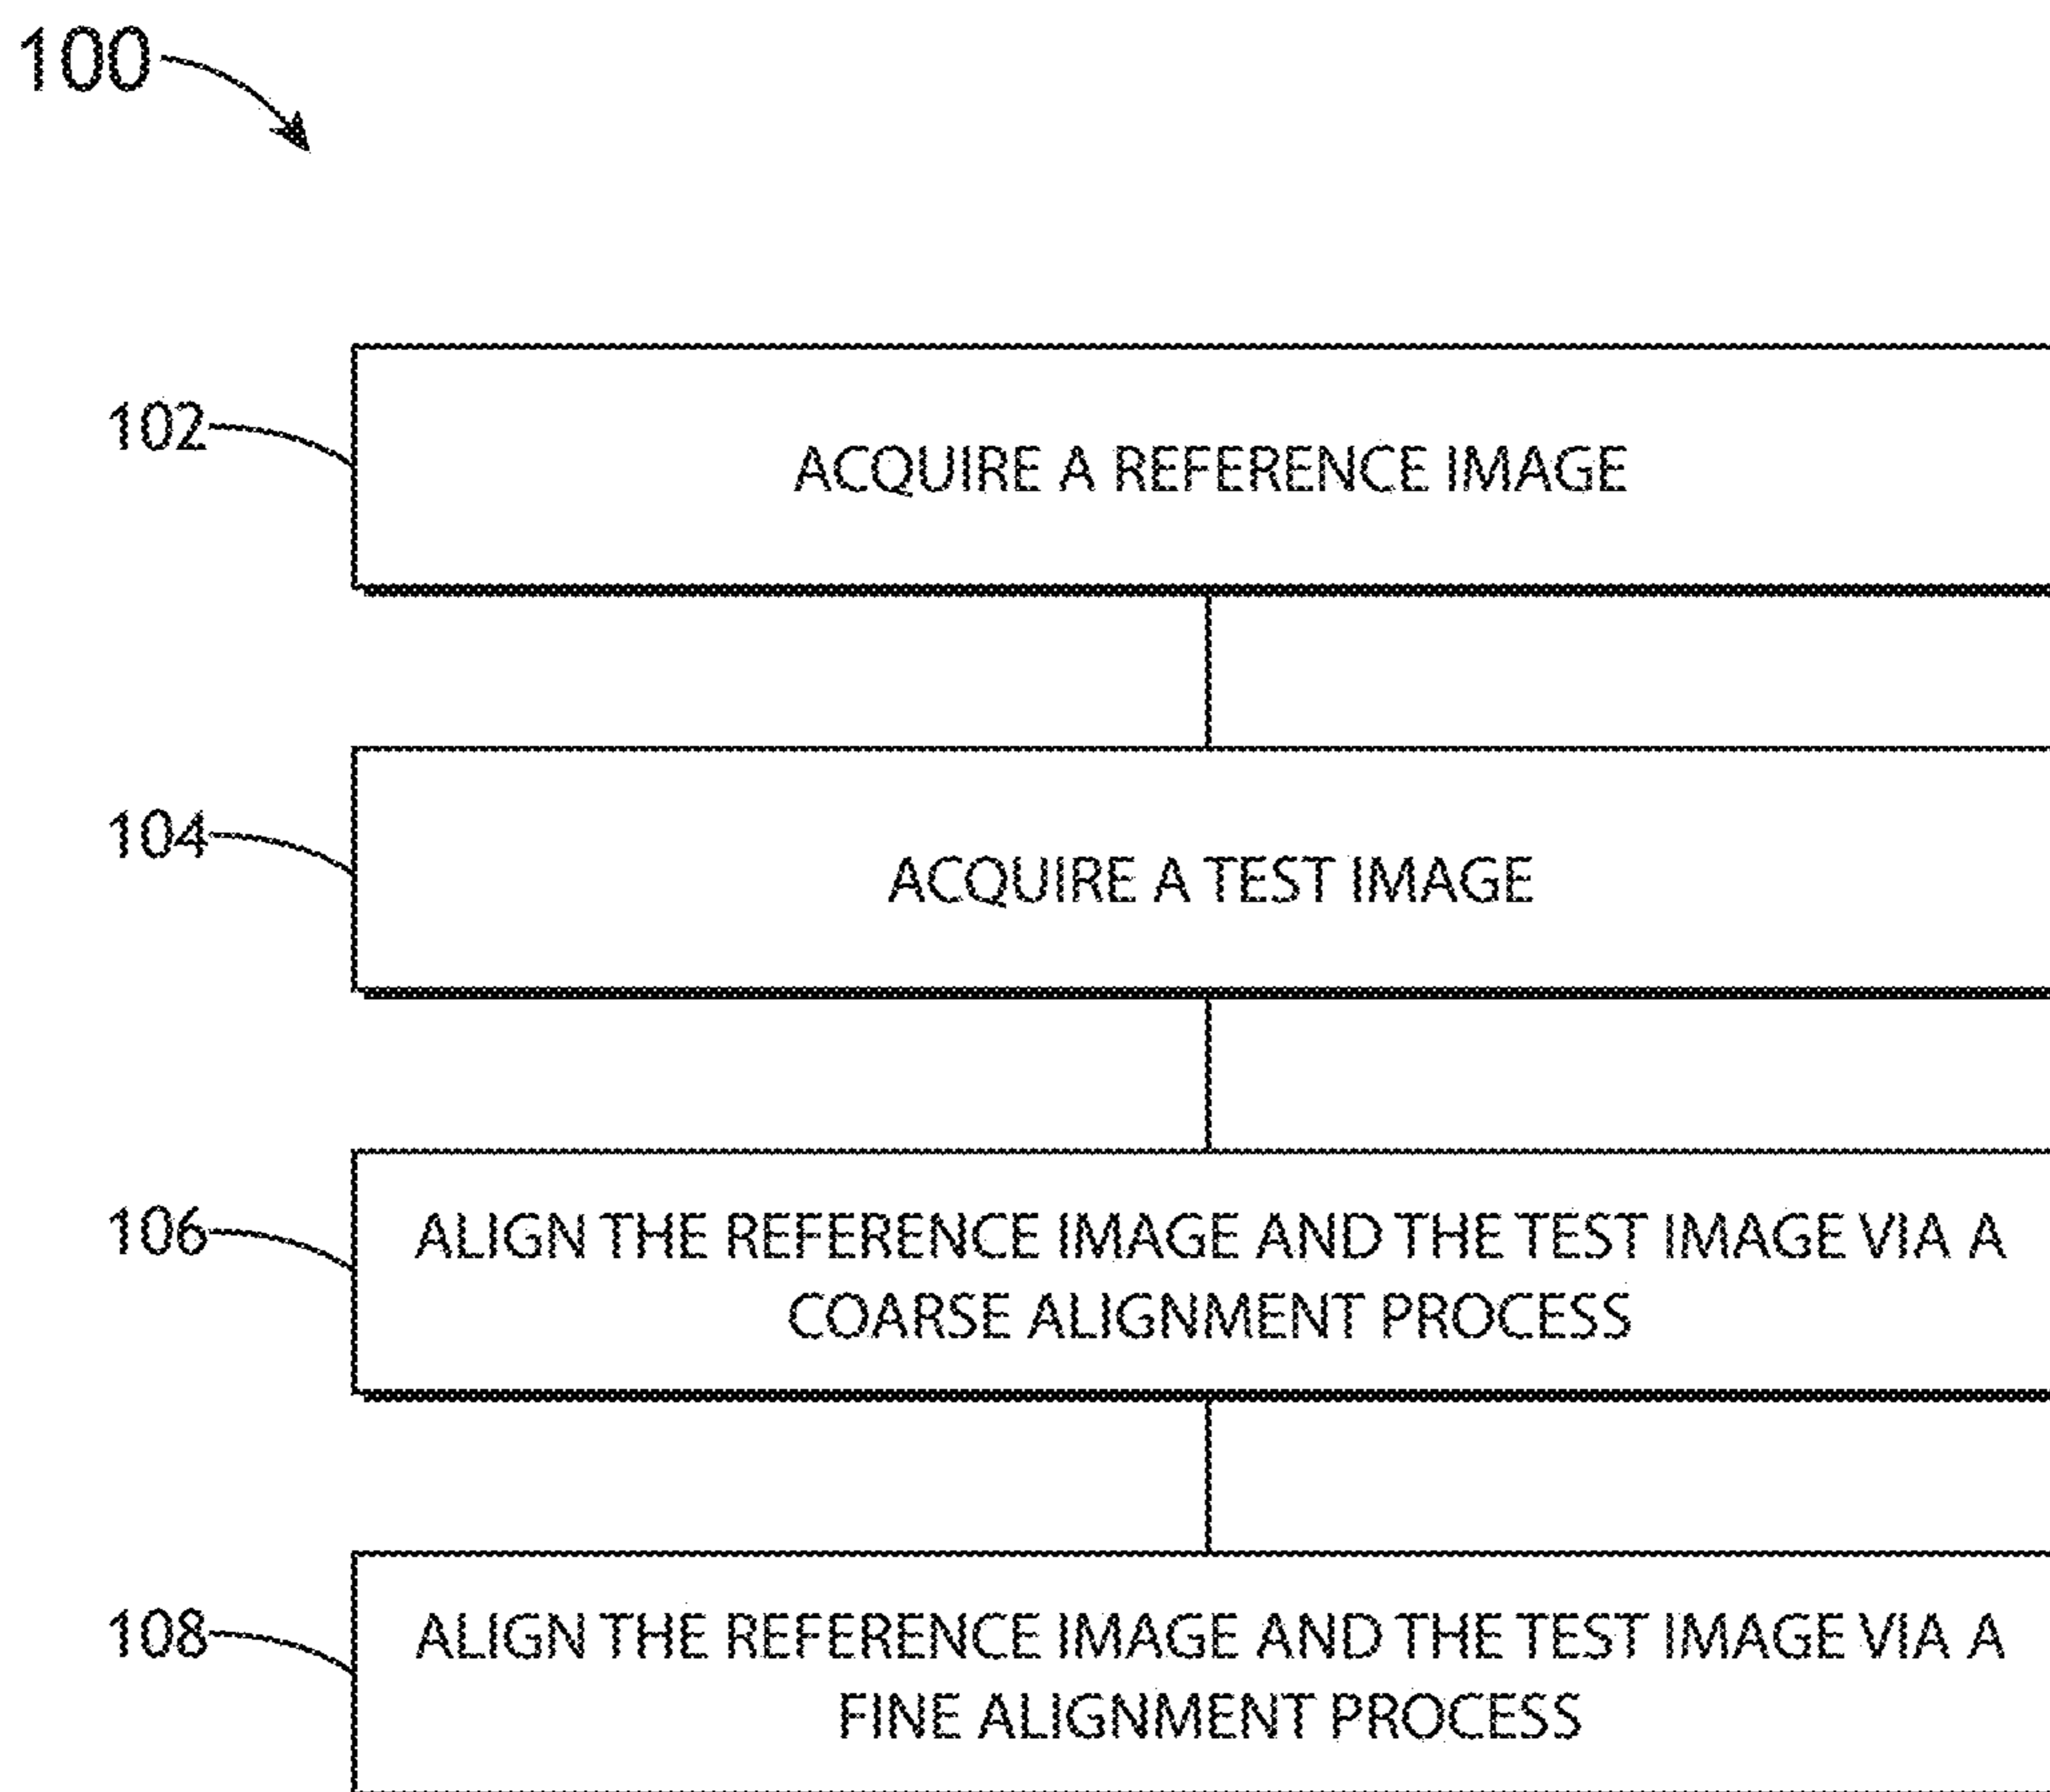 100
102
ACQUIRE A REFERENCE IMAGE
104
ACQUIRE A TEST IMAGE
106
ALIGN THE REFERENCE IMAGE AND THE TEST IMAGE VIA A
COARSE ALIGNMENT PROCESS
108
ALIGN THE REFERENCE IMAGE AND THE TEST IMAGE VIA A
FINE ALIGNMENT PROCESS